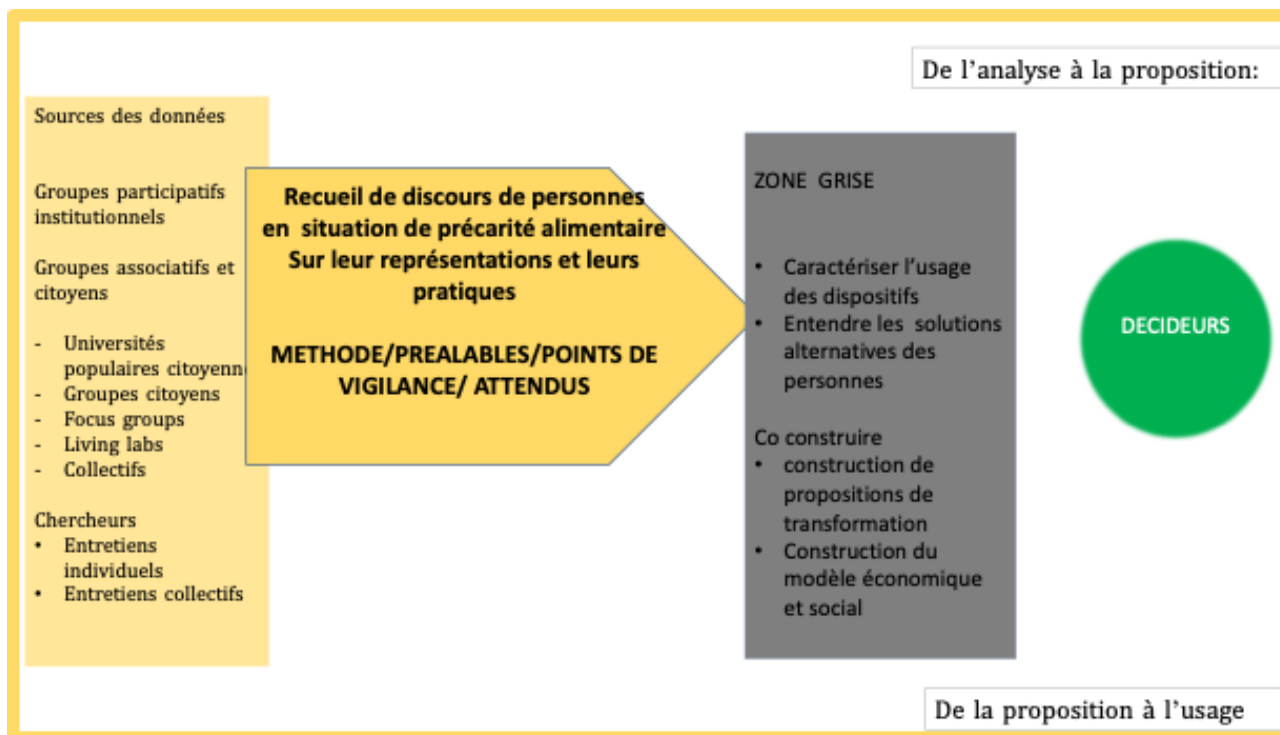 De l’analyse à la proposition:
Sources des données
Groupes participatifs
institutionnels
Groupes associatifs et
citoyens
- Universités
populaires citoyenn
- Groupes citoyens
- Focus groups
- Living labs
- Collectifs
Chercheurs
• Entretiens
individuels
• Entretiens collectifs
Recueil de discours de personnes
en situation de précarité alimentaire
Sur leur représentations et leurs
pratiques
METHODE/PREALABLES/POINTS DE
VIGILANCE/ ATTENDUS
ZONE GRISE
• Caractériser l’usage
des dispositifs
• Entendre les solutions
alternatives des
personnes
Co construire
• construction de
propositions de
transformation
• Construction du
modèle économique
et social
DECIDEURS
De la proposition à l’usage